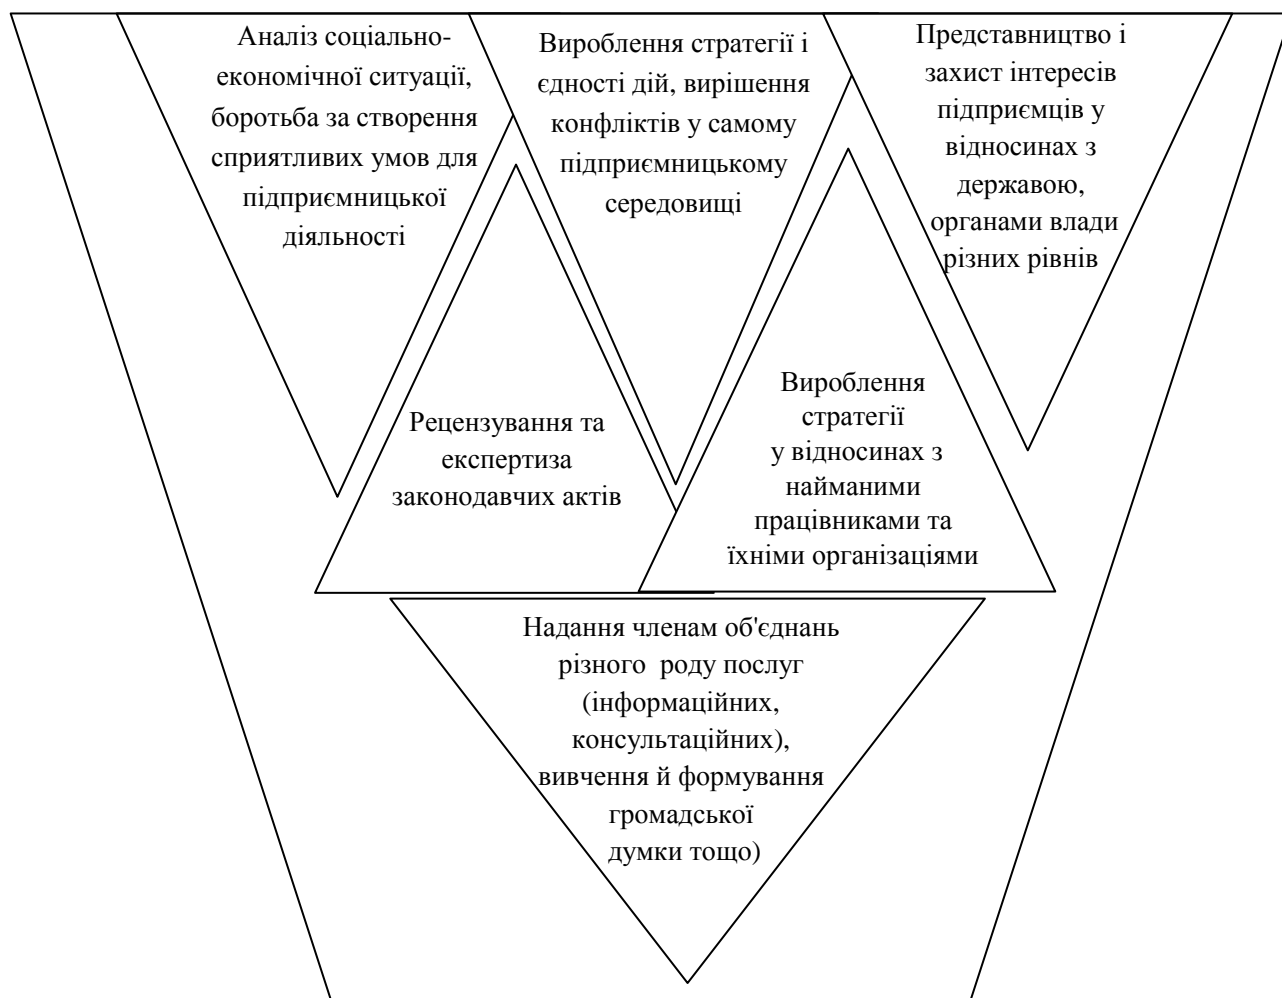 Аналіз соціально-
економічної ситуації,
боротьба за створення
сприятливих умов для
підприємницької
діяльності
Вироблення стратегії і
єдності дій, вирішення
конфліктів у самому
підприємницькому
середовищі
Представництво і
захист інтересів
підприємців у
відносинах з
державою,
органами влади
різних рівнів
Рецензування та
експертиза
законодавчих актів
Вироблення
стратегії
у відносинах з
найманими
працівниками та
їхніми організаціями
Надання членам об'єднань
різного роду послуг
(інформаційних,
консультаційних),
вивчення й формування
громадської
думки тощо)